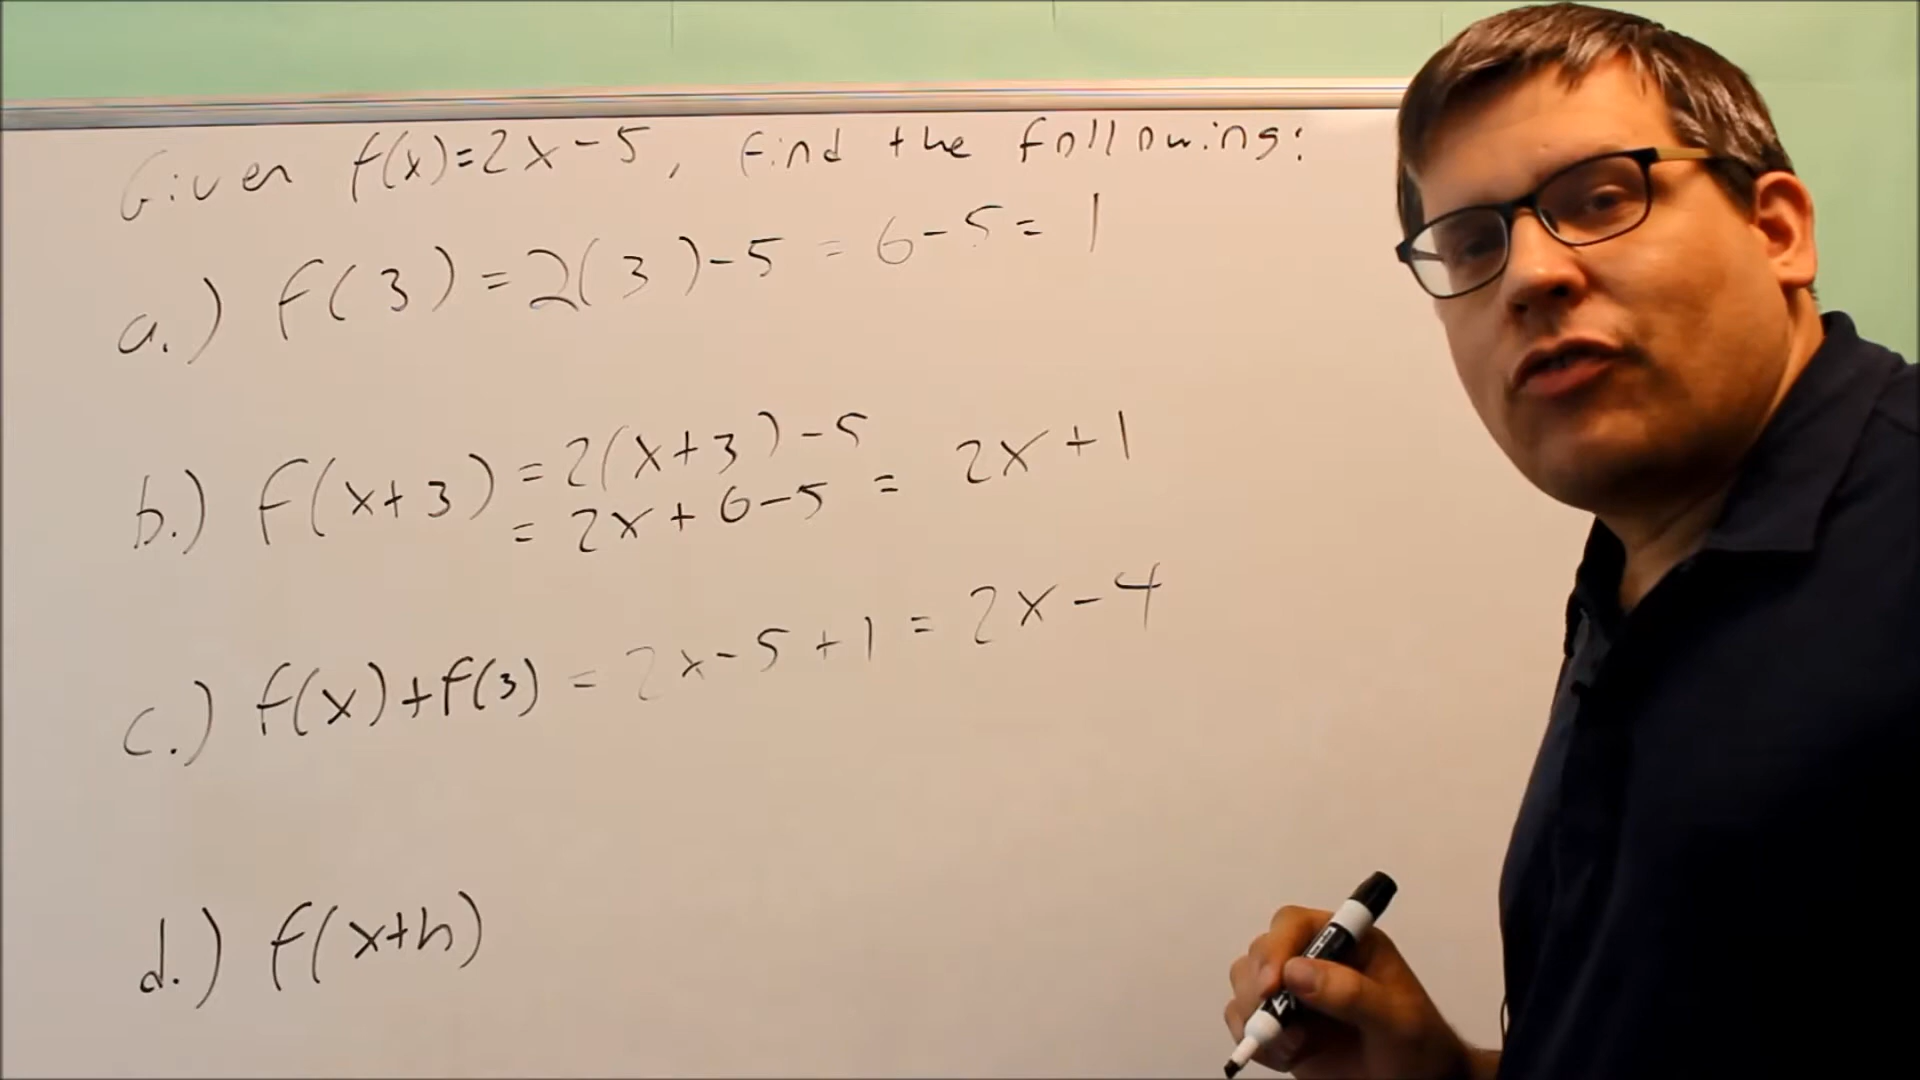 Given f(x)=2x-5, find the following:
a.) f(3)=2(3)-5=6-5=1
b.) f(x+3)=2(x+3)-5
=2x+6-5=2x+1
c.) f(x)+f(3)=2x-5+1=2x-4
d.) f(x+h)